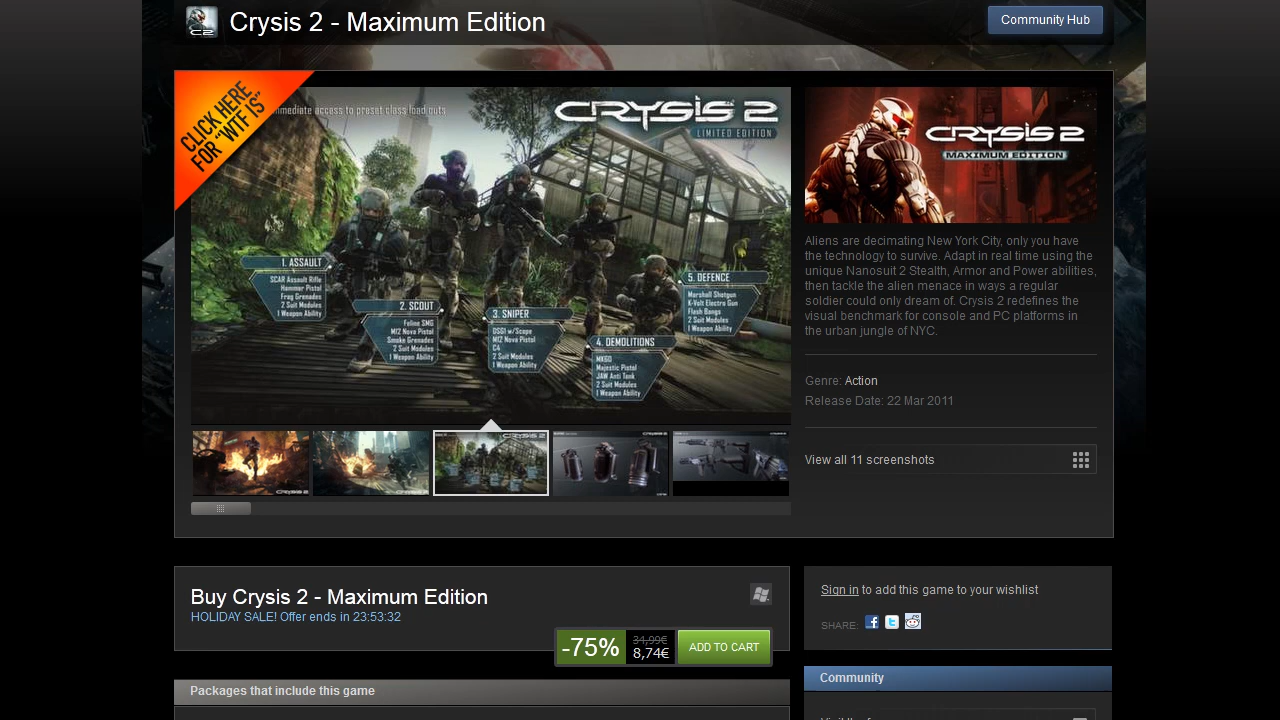 Crysis 2 - Maximum Edition
Community Hub
CLICK HERE
FOR "WTF IS"
mmediate access to preset class load outs
CRYSIS 2
LIMITED EDITION
1. ASSAULT
SCAR Assault Rifle
Hammer Pistol
Frag Grenades
2 Suit Modules
1 Weapon Ability
2. SCOUT
Feline SMG
M12 Nova Pistol
Smoke Grenades
2 Suit Modules
1 Weapon Ability
3. SNIPER
DSG1 w/Scope
M12 Nova Pistol
C4
2 Suit Modules
1 Weapon Ability
4. DEMOLITIONS
MK60
Majestic Pistol
JAW Anti Tank
2 Suit Modules
1 Weapon Ability
5. DEFENCE
Marshall Shotgun
K-Volt Electro Gun
Flash Bangs
2 Suit Modules
1 Weapon Ability
CRYSIS 2
MAXIMUM EDITION
Aliens are decimating New York City, only you have
the technology to survive. Adapt in real time using the
unique Nanosuit 2 Stealth, Armor and Power abilities,
then tackle the alien menace in ways a regular
soldier could only dream of. Crysis 2 redefines the
visual benchmark for console and PC platforms in
the urban jungle of NYC.
Genre: Action
Release Date: 22 Mar 2011
View all 11 screenshots
Buy Crysis 2 - Maximum Edition
HOLIDAY SALE! Offer ends in 23:53:32
-75%
34,99€
8,74€
ADD TO CART
Sign in to add this game to your wishlist
SHARE:
Packages that include this game
Community